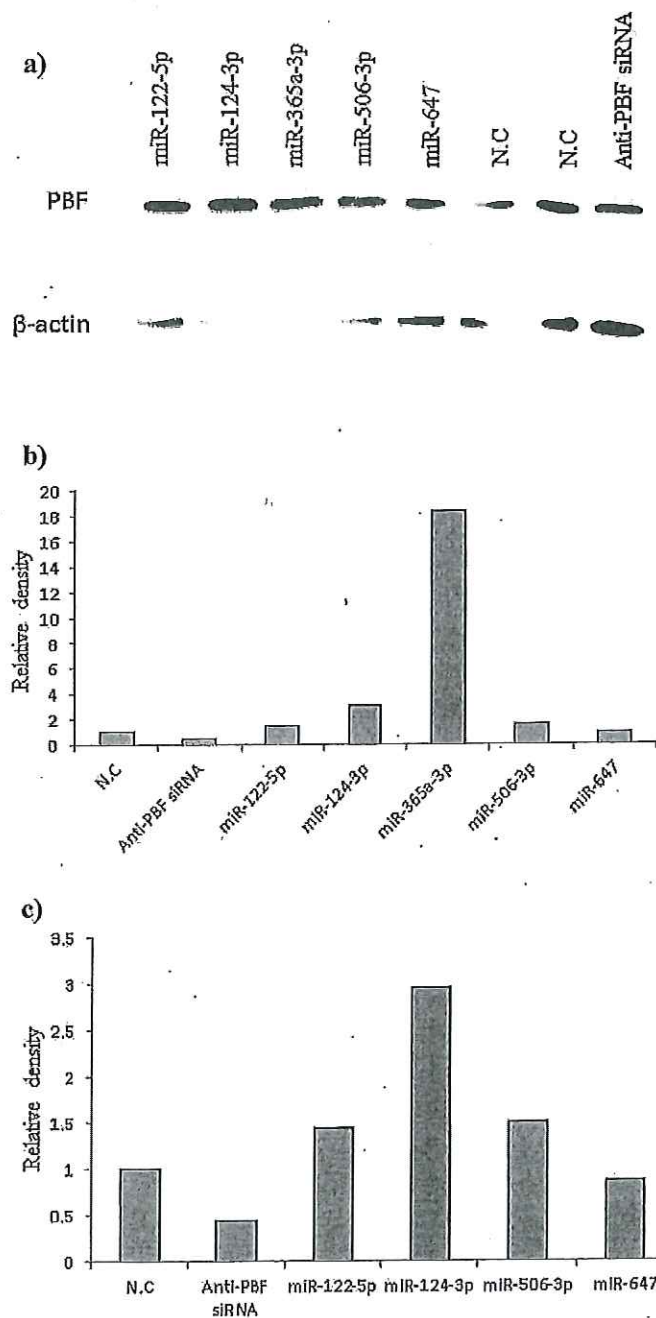 a)
miR-122-5p
miR-124-3p
miR-365a-3p
miR-506-3p
miR-647
N.C
N.C
Anti-PBF siRNA
PBF
β-actin
b)
Relative density
20
18
16
14
12
10
8
6
4
2
0
N.C
Anti-PBF siRNA
miR-122-5p
miR-124-3p
miR-365a-3p
miR-506-3p
miR-647
c)
Relative density
3.5
3
2.5
2
1.5
1
0.5
0
N.C
Anti-PBF
siRNA
miR-122-5p
miR-124-3p
miR-506-3p
miR-647